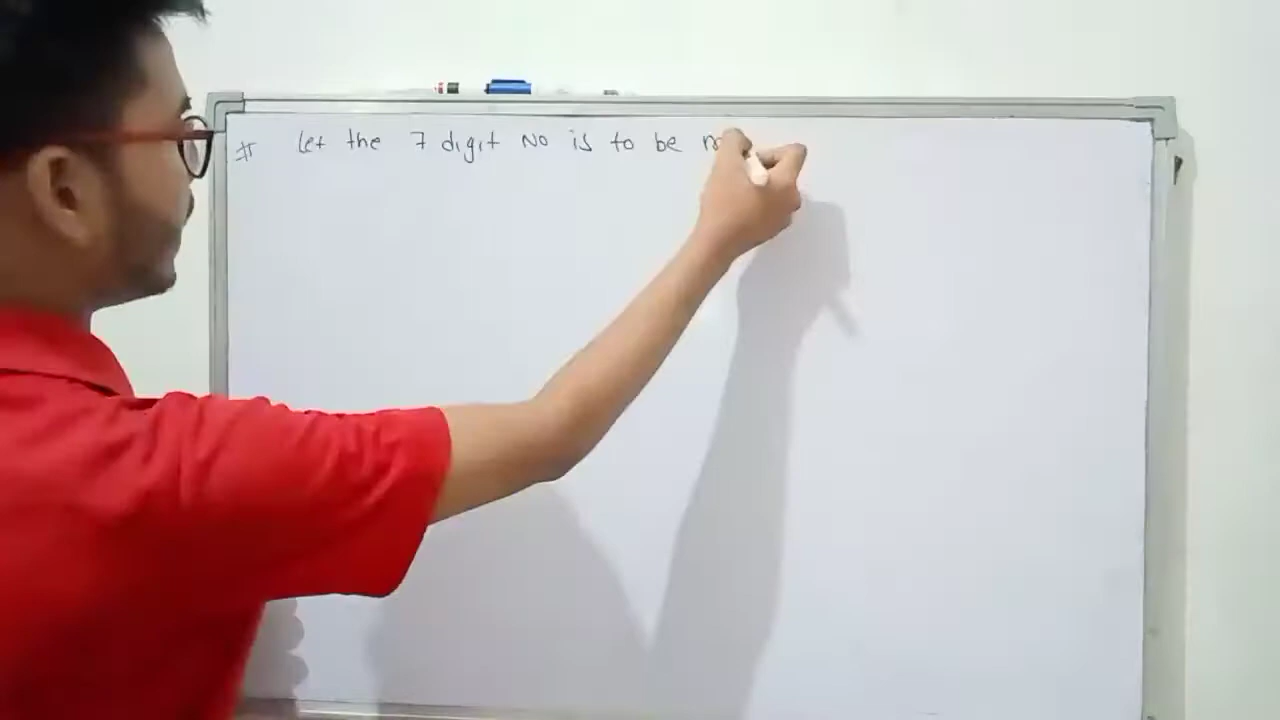 # Let the 7 digit No is to be